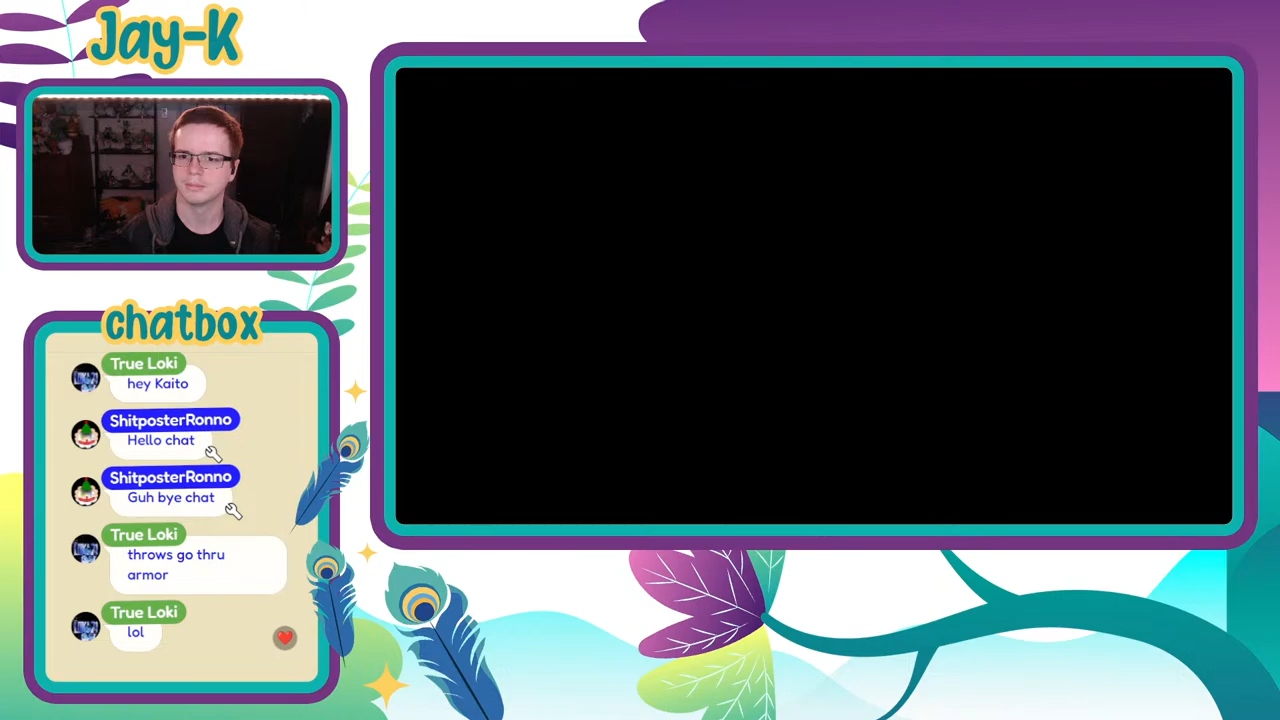 Jay-K
chatbox
True Loki
hey Kaito
ShitposterRonno
Hello chat
ShitposterRonno
Guh bye chat
True Loki
throws go thru
armor
True Loki
lol